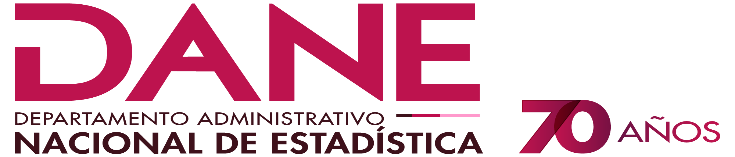 DANE
DEPARTAMENTO ADMINISTRATIVO
NACIONAL DE ESTADÍSTICA
70 AÑOS